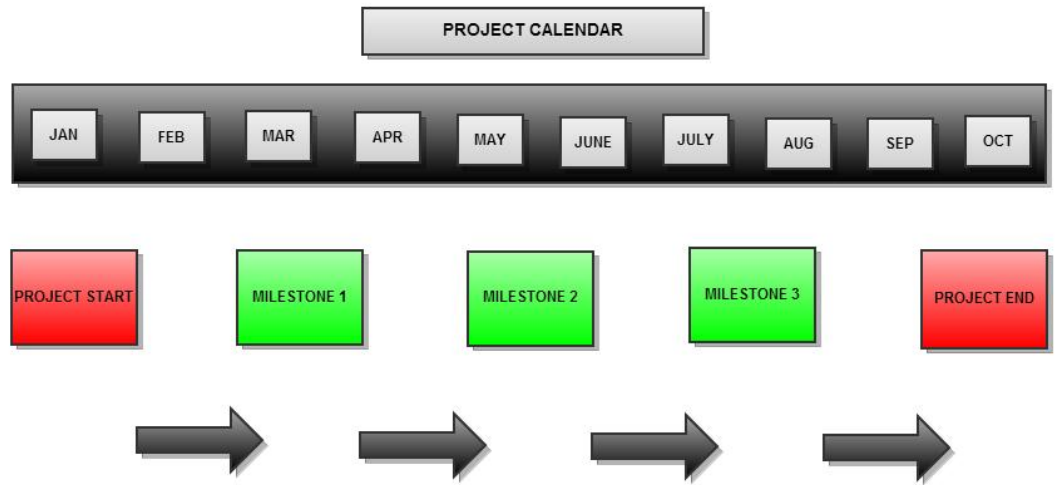 PROJECT CALENDAR
JAN
FEB
MAR
APR
MAY
JUNE
JULY
AUG
SEP
OCT
PROJECT START
MILESTONE 1
MILESTONE 2
MILESTONE 3
PROJECT END